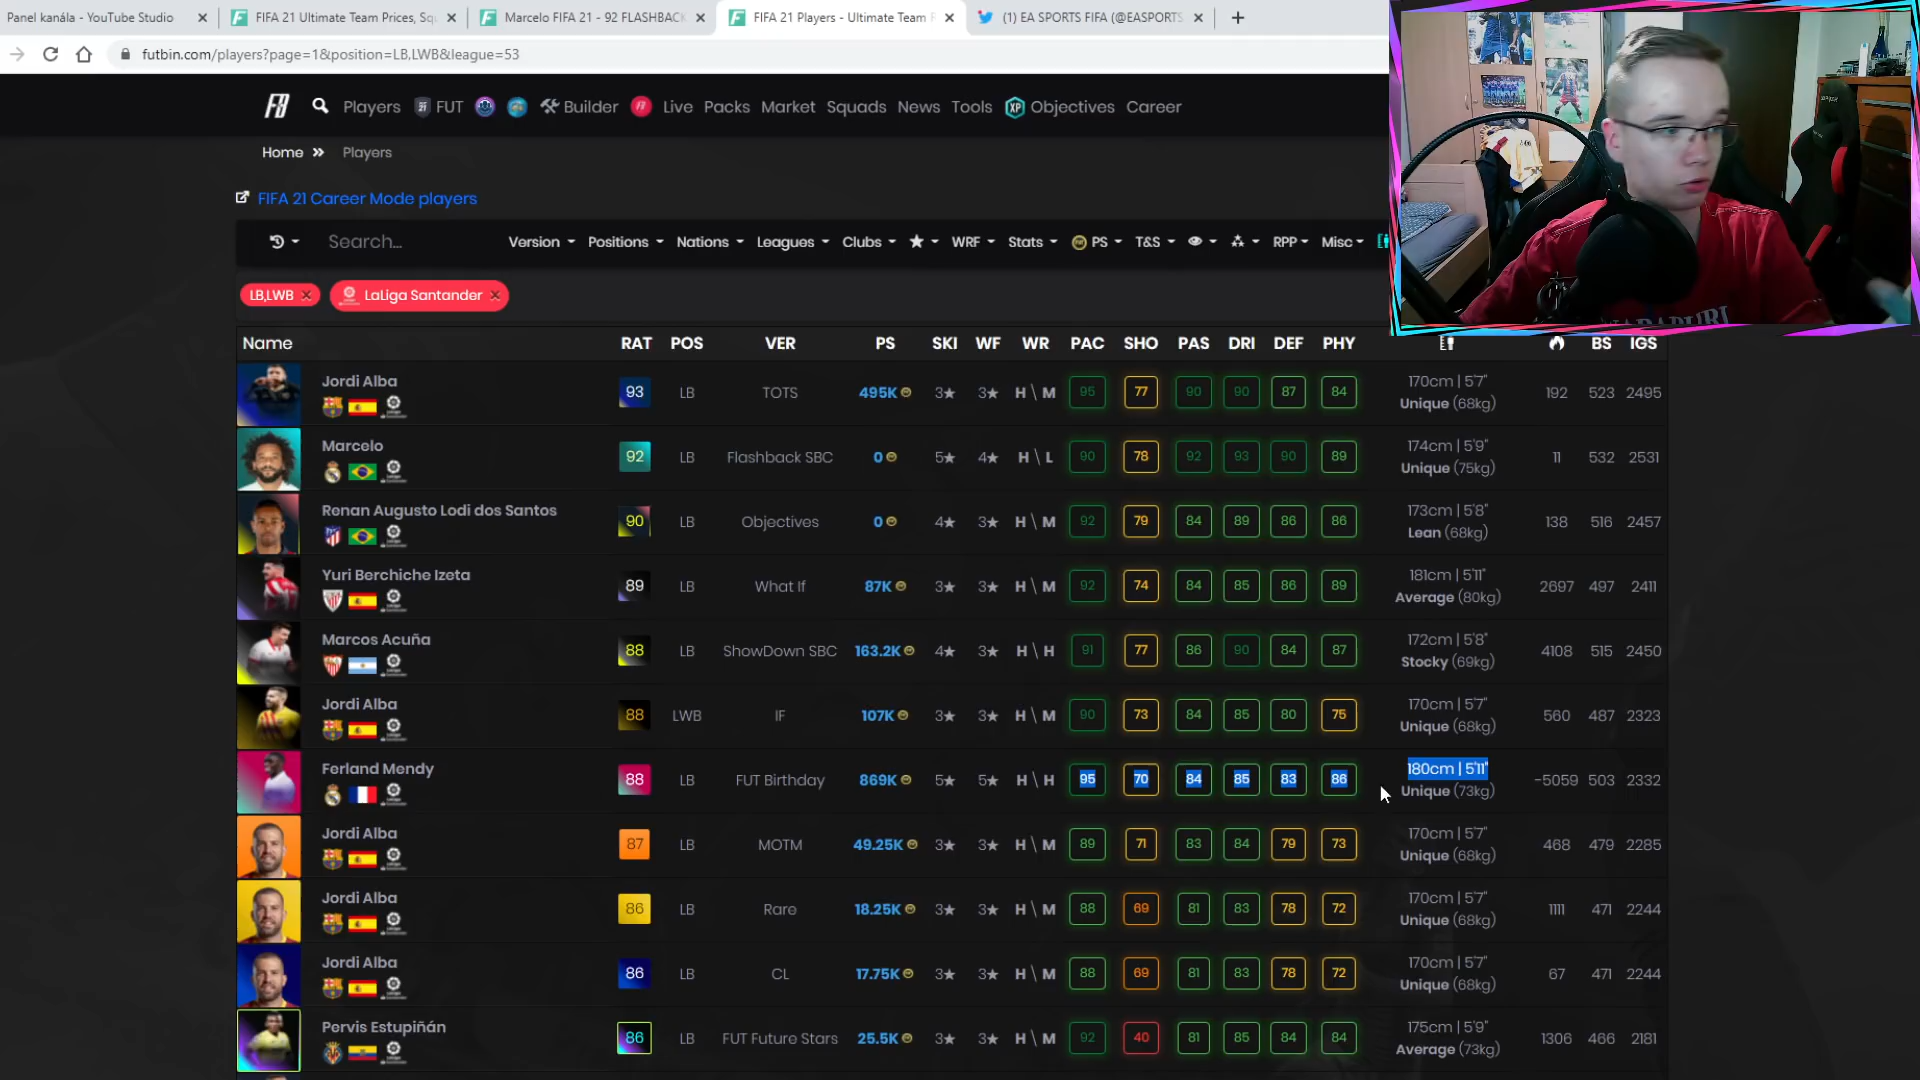 Panel kanála - YouTube Studio
FIFA 21 Ultimate Team Prices, Squ
Marcelo FIFA 21 - 92 FLASHBACK
FIFA 21 Players - Ultimate Team
(1) EA SPORTS FIFA (@EASPORTS
futbin.com/players?page=1&position=LB,LWB&league=53
Players FUT Builder Live Packs Market Squads News Tools XP Objectives Career
Home » Players
FIFA 21 Career Mode players
Search... Version Positions Nations Leagues Clubs WRF Stats PS T&S RPP Misc
LB,LWB LaLiga Santander
Name RAT POS VER PS SKI WF WR PAC SHO PAS DRI DEF PHY BS IGS
Jordi Alba 93 LB TOTS 495K 3★ 3★ H \ M 95 77 90 90 87 84 170cm | 5'7" Unique (68kg) 192 523 2495
Marcelo 92 LB Flashback SBC 0 5★ 4★ H \ L 90 78 92 93 90 89 174cm | 5'9" Unique (75kg) 11 532 2531
Renan Augusto Lodi dos Santos 90 LB Objectives 0 4★ 3★ H \ M 92 79 84 89 86 86 173cm | 5'8" Lean (68kg) 138 516 2457
Yuri Berchiche Izeta 89 LB What If 87K 3★ 3★ H \ M 92 74 84 85 86 89 181cm | 5'11" Average (80kg) 2697 497 2411
Marcos Acuña 88 LB ShowDown SBC 163.2K 4★ 3★ H \ H 91 77 86 90 84 87 172cm | 5'8" Stocky (69kg) 4108 515 2450
Jordi Alba 88 LWB IF 107K 3★ 3★ H \ M 90 73 84 85 80 75 170cm | 5'7" Unique (68kg) 560 487 2323
Ferland Mendy 88 LB FUT Birthday 869K 5★ 5★ H \ H 95 70 84 85 83 86 180cm | 5'11" Unique (73kg) -5059 503 2332
Jordi Alba 87 LB MOTM 49.25K 3★ 3★ H \ M 89 71 83 84 79 73 170cm | 5'7" Unique (68kg) 468 479 2285
Jordi Alba 86 LB Rare 18.25K 3★ 3★ H \ M 88 69 81 83 78 72 170cm | 5'7" Unique (68kg) 1111 471 2244
Jordi Alba 86 LB CL 17.75K 3★ 3★ H \ M 88 69 81 83 78 72 170cm | 5'7" Unique (68kg) 67 471 2244
Pervis Estupiñán 86 LB FUT Future Stars 25.5K 3★ 3★ H \ M 92 40 81 85 84 84 175cm | 5'9" Average (73kg) 1306 466 2181